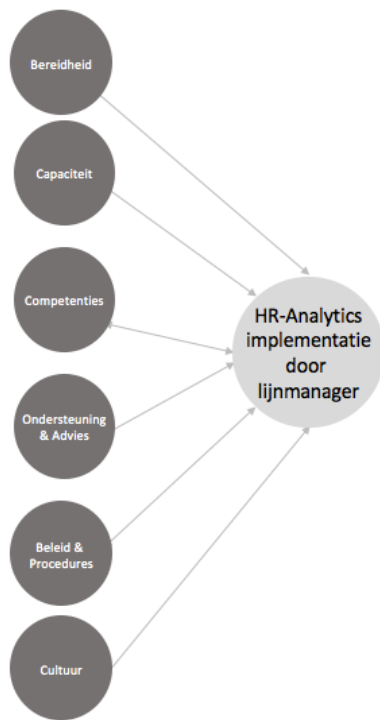 Bereidheid
Capaciteit
Competenties
HR-Analytics
implementatie
door
lijnmanager
Ondersteuning
& Advies
Beleid &
Procedures
Cultuur